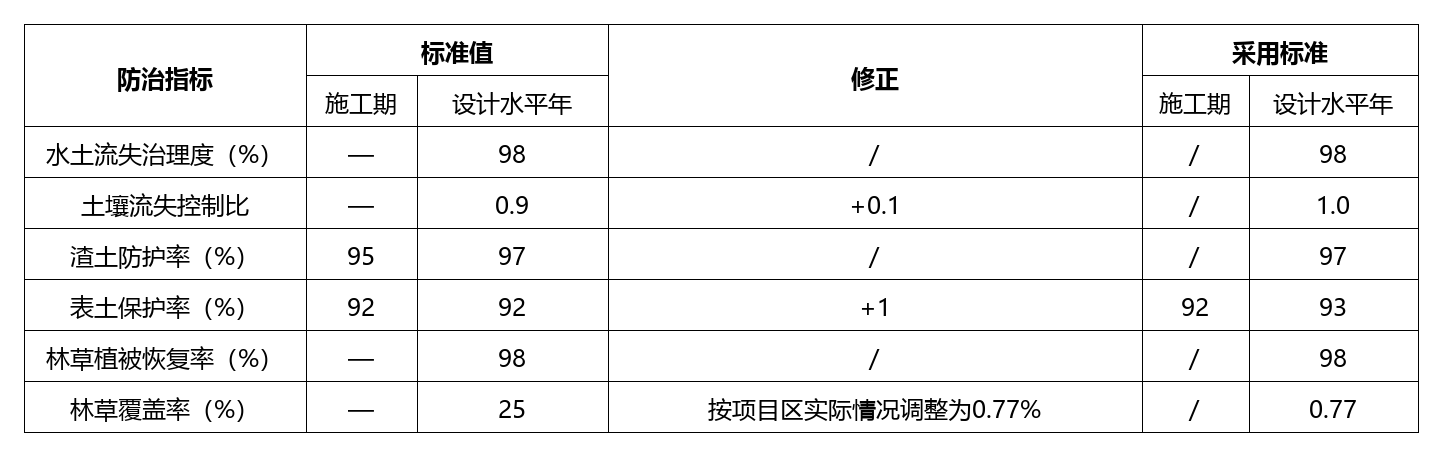 防治指标 标准值 修正 采用标准
施工期 设计水平年 施工期 设计水平年
水土流失治理度（%） — 98 / / 98
土壤流失控制比 — 0.9 +0.1 / 1.0
渣土防护率（%） 95 97 / / 97
表土保护率（%） 92 92 +1 92 93
林草植被恢复率（%） — 98 / / 98
林草覆盖率（%） — 25 按项目区实际情况调整为0.77% / 0.77